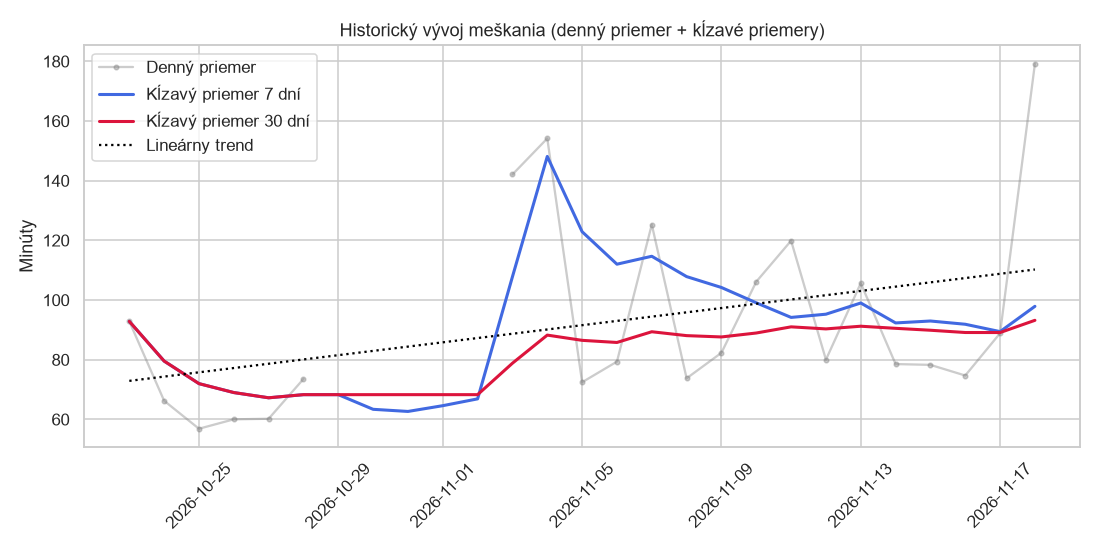 Historický vývoj meškania (denný priemer + kĺzavé priemery)
Denný priemer
Kĺzavý priemer 7 dní
Kĺzavý priemer 30 dní
Lineárny trend
Minúty
180
160
140
120
100
80
60
2026-10-25
2026-10-29
2026-11-01
2026-11-05
2026-11-09
2026-11-13
2026-11-17